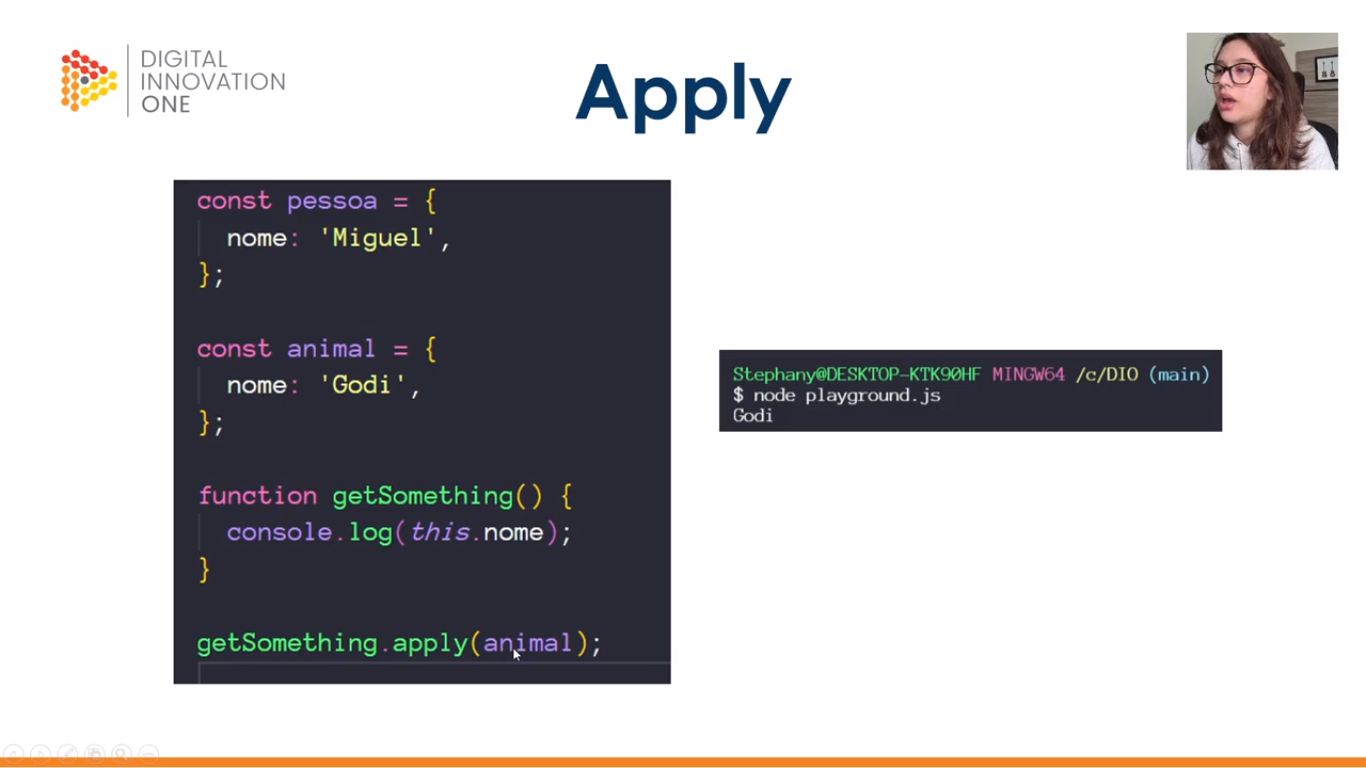 DIGITAL
INNOVATION
ONE
Apply
const pessoa = {
  nome: 'Miguel',
};
const animal = {
  nome: 'Godi',
};
function getSomething() {
  console.log(this.nome);
}
getSomething.apply(animal);
Stephany@DESKTOP-KTK90HF MINGW64 /c/DIO (main)
$ node playground.js
Godi